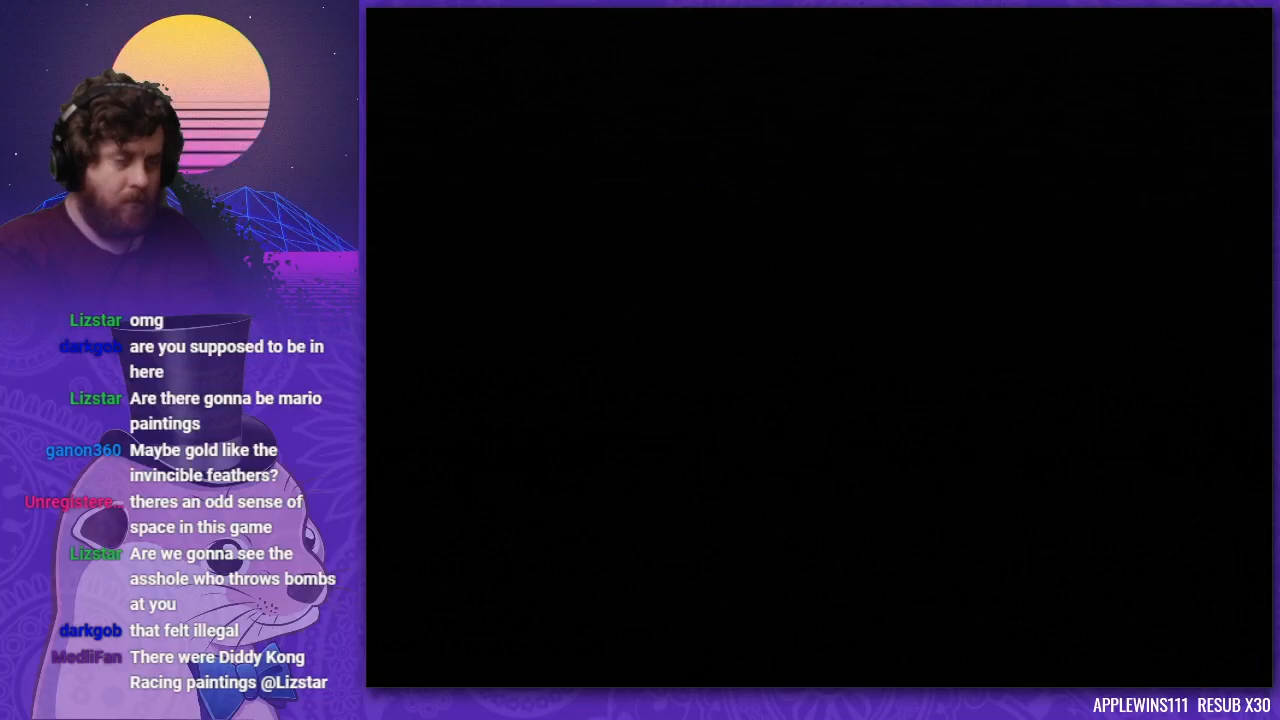 Lizstar omg
darkgob are you supposed to be in
here
Lizstar Are there gonna be mario
paintings
ganon360 Maybe gold like the
invincible feathers?
Unregistere... theres an odd sense of
space in this game
Lizstar Are we gonna see the
asshole who throws bombs
at you
darkgob that felt illegal
MedliFan There were Diddy Kong
Racing paintings @Lizstar
APPLEWINS111 RESUB X30